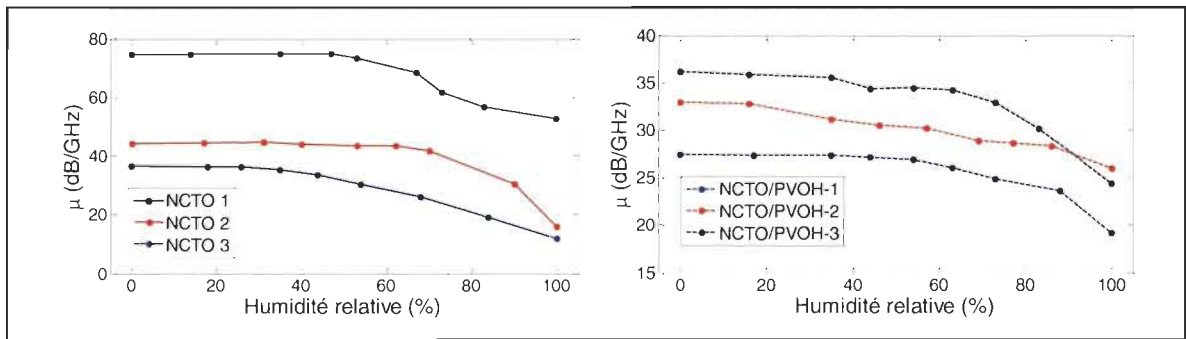 80
60
40
20
0
μ (dB/GHz)
NCTO 1
NCTO 2
NCTO 3
0 20 40 60 80 100
Humidité relative (%)
40
35
30
25
20
15
μ (dB/GHz)
NCTO/PVOH-1
NCTO/PVOH-2
NCTO/PVOH-3
0 20 40 60 80 100
Humidité relative (%)